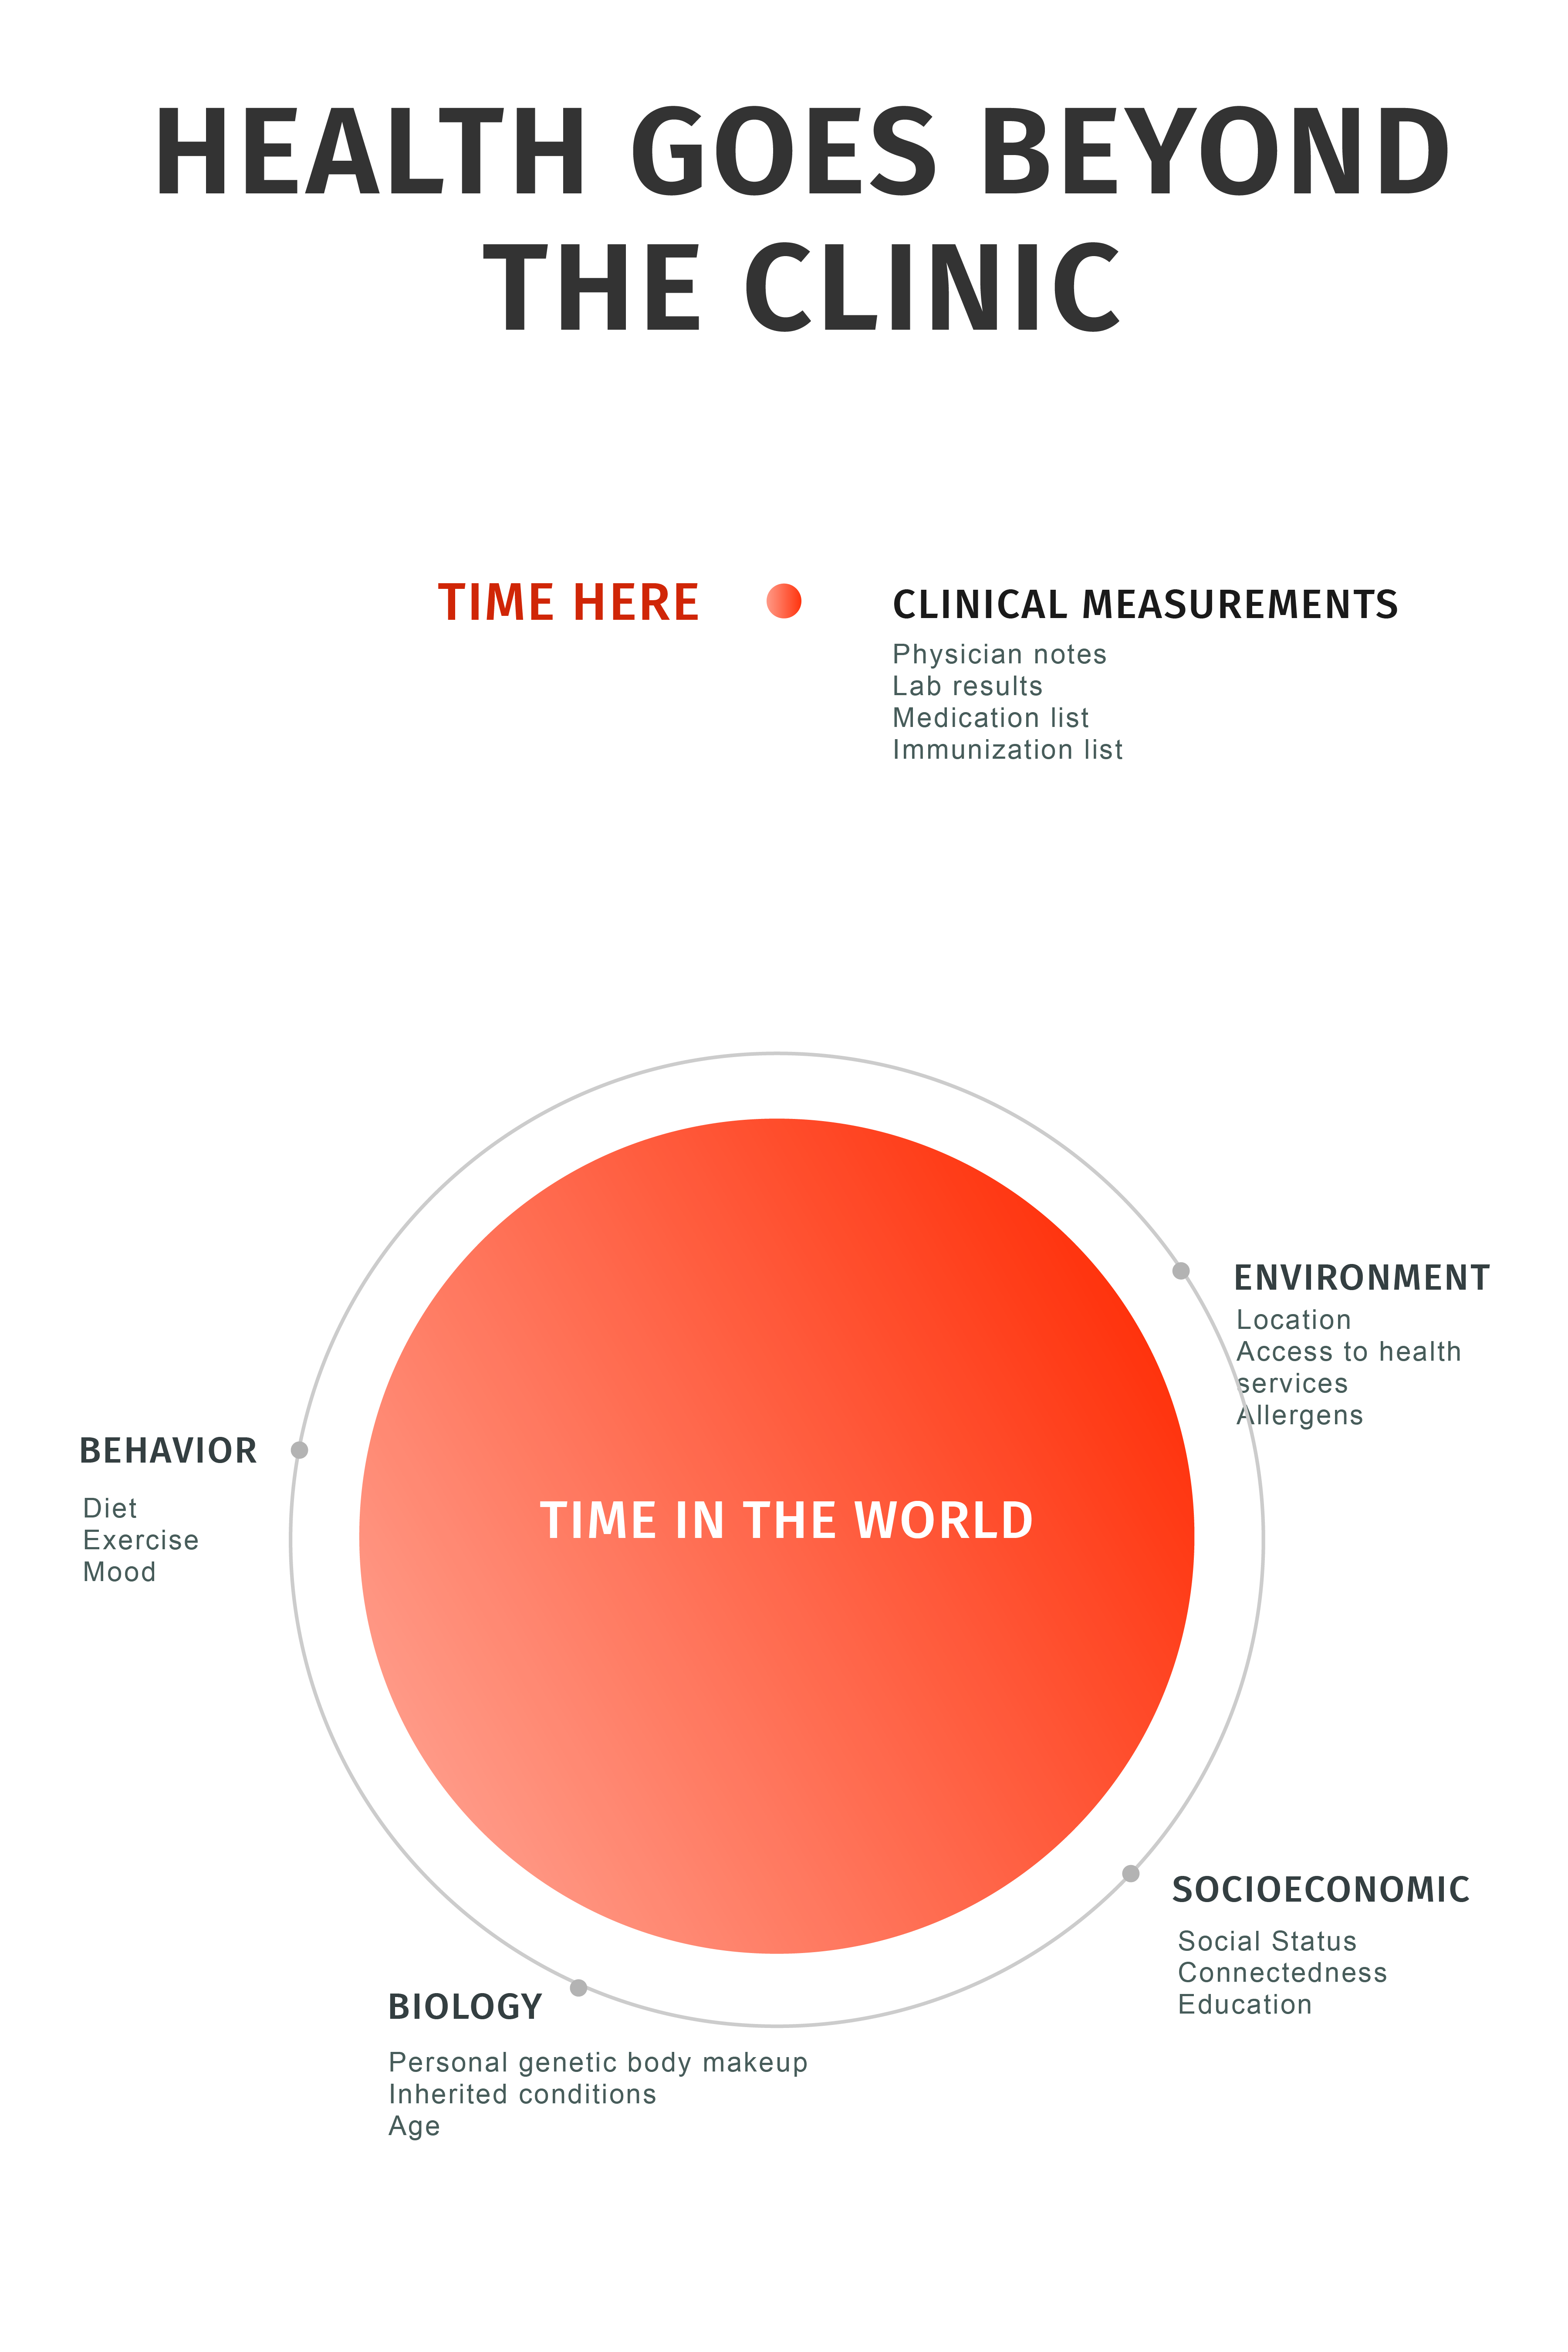 HEALTH GOES BEYOND
THE CLINIC
TIME HERE
CLINICAL MEASUREMENTS
Physician notes
Lab results
Medication list
Immunization list
ENVIRONMENT
Location
Access to health
services
Allergens
BEHAVIOR
Diet
Exercise
Mood
TIME IN THE WORLD
SOCIOECONOMIC
Social Status
Connectedness
Education
BIOLOGY
Personal genetic body makeup
Inherited conditions
Age